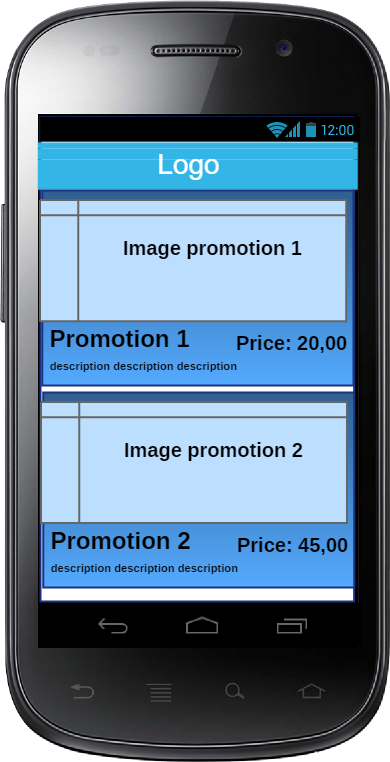 12:00
Logo
Image promotion 1
Promotion 1
Price: 20,00
description description description
Image promotion 2
Promotion 2
Price: 45,00
description description description